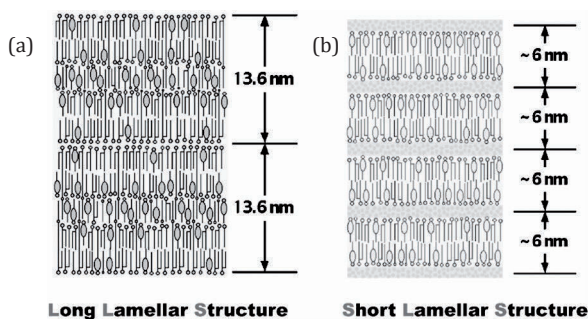 (a)
13.6 nm
13.6 nm
Long Lamellar Structure
(b)
~ 6 nm
~ 6 nm
~ 6 nm
~ 6 nm
Short Lamellar Structure